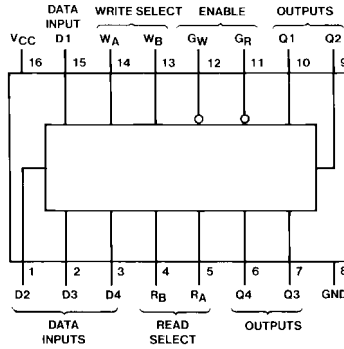 DATA
INPUT WRITE SELECT ENABLE OUTPUTS
VCC D1 WA WB GW GR Q1 Q2
16 15 14 13 12 11 10 9
1 2 3 4 5 6 7 8
D2 D3 D4 RB RA Q4 Q3 GND
DATA READ OUTPUTS
INPUTS SELECT